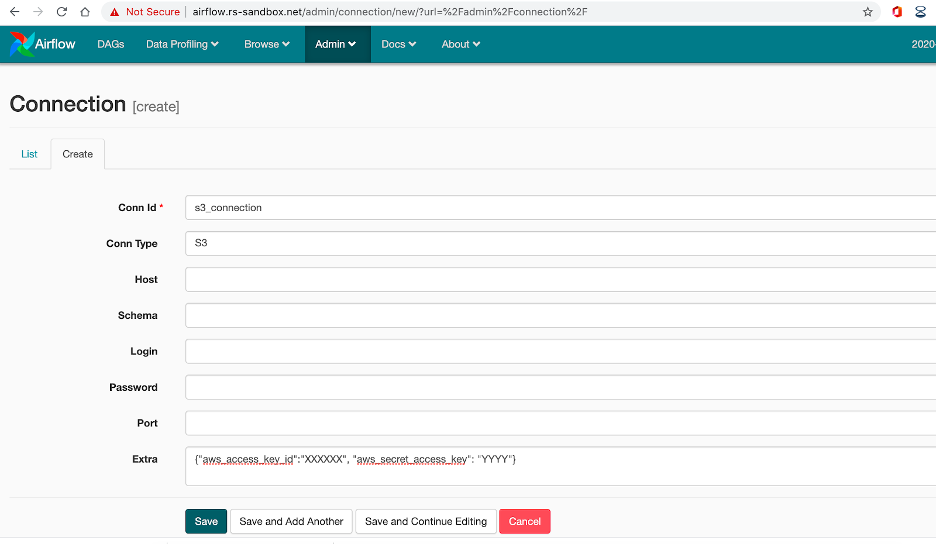 Not Secure | airflow.rs-sandbox.net/admin/connection/new/?url=%2Fadmin%2Fconnection%2F
Airflow DAGs Data Profiling Browse Admin Docs About 2020-
Connection [create]
List Create
Conn Id * s3_connection
Conn Type S3
Host
Schema
Login
Password
Port
Extra {"aws_access_key_id":"XXXXXX", "aws_secret_access_key": "YYYY"}
Save Save and Add Another Save and Continue Editing Cancel